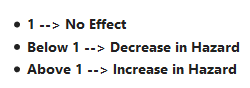 • 1 --> No Effect
• Below 1 --> Decrease in Hazard
• Above 1 --> Increase in Hazard